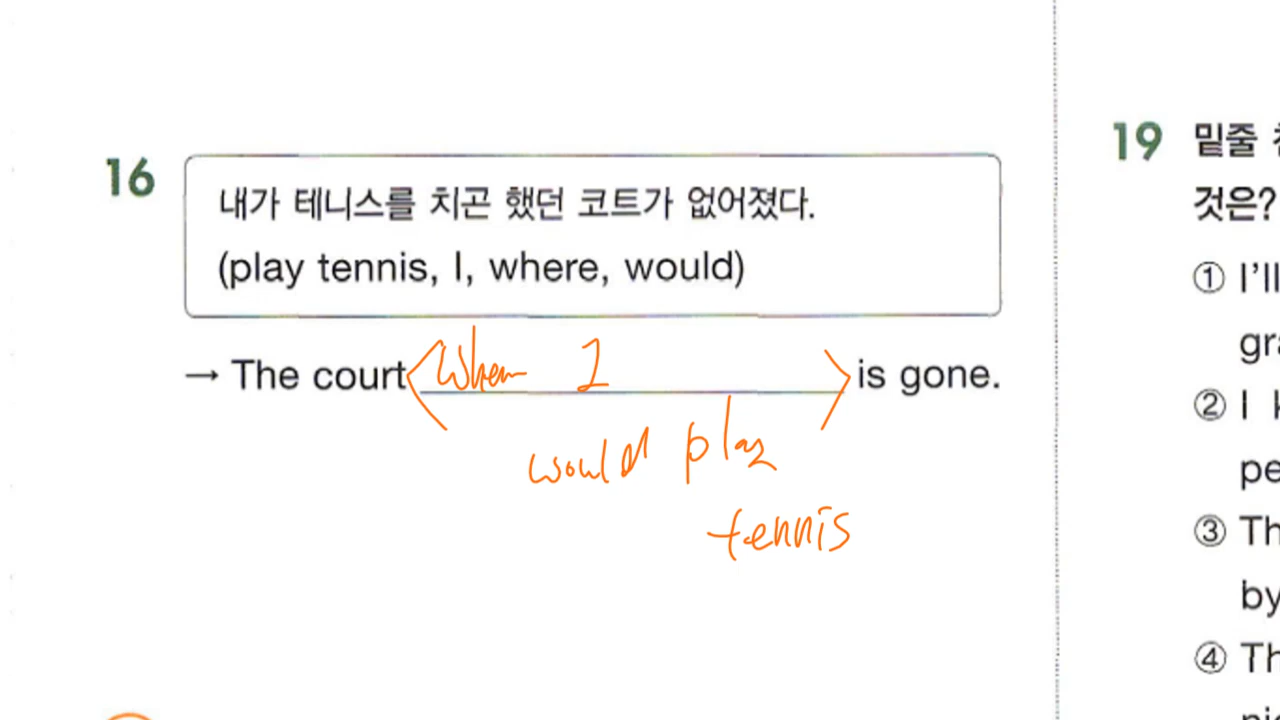 16
내가 테니스를 치곤 했던 코트가 없어졌다.
(play tennis, I, where, would)
→ The court where I is gone.
would play
tennis
19 밑줄
것은?
① I'll
gra
② I
pe
③ Th
by
④ Th